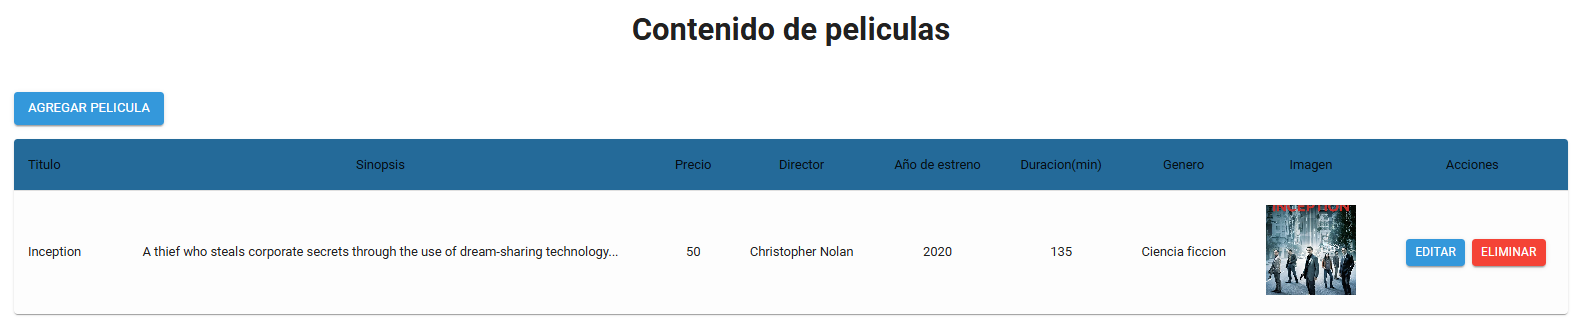 Contenido de peliculas
AGREGAR PELICULA
Titulo Sinopsis Precio Director Año de estreno Duracion(min) Genero Imagen Acciones
INCEPTION
Inception A thief who steals corporate secrets through the use of dream-sharing technology... 50 Christopher Nolan 2020 135 Ciencia ficcion EDITAR ELIMINAR